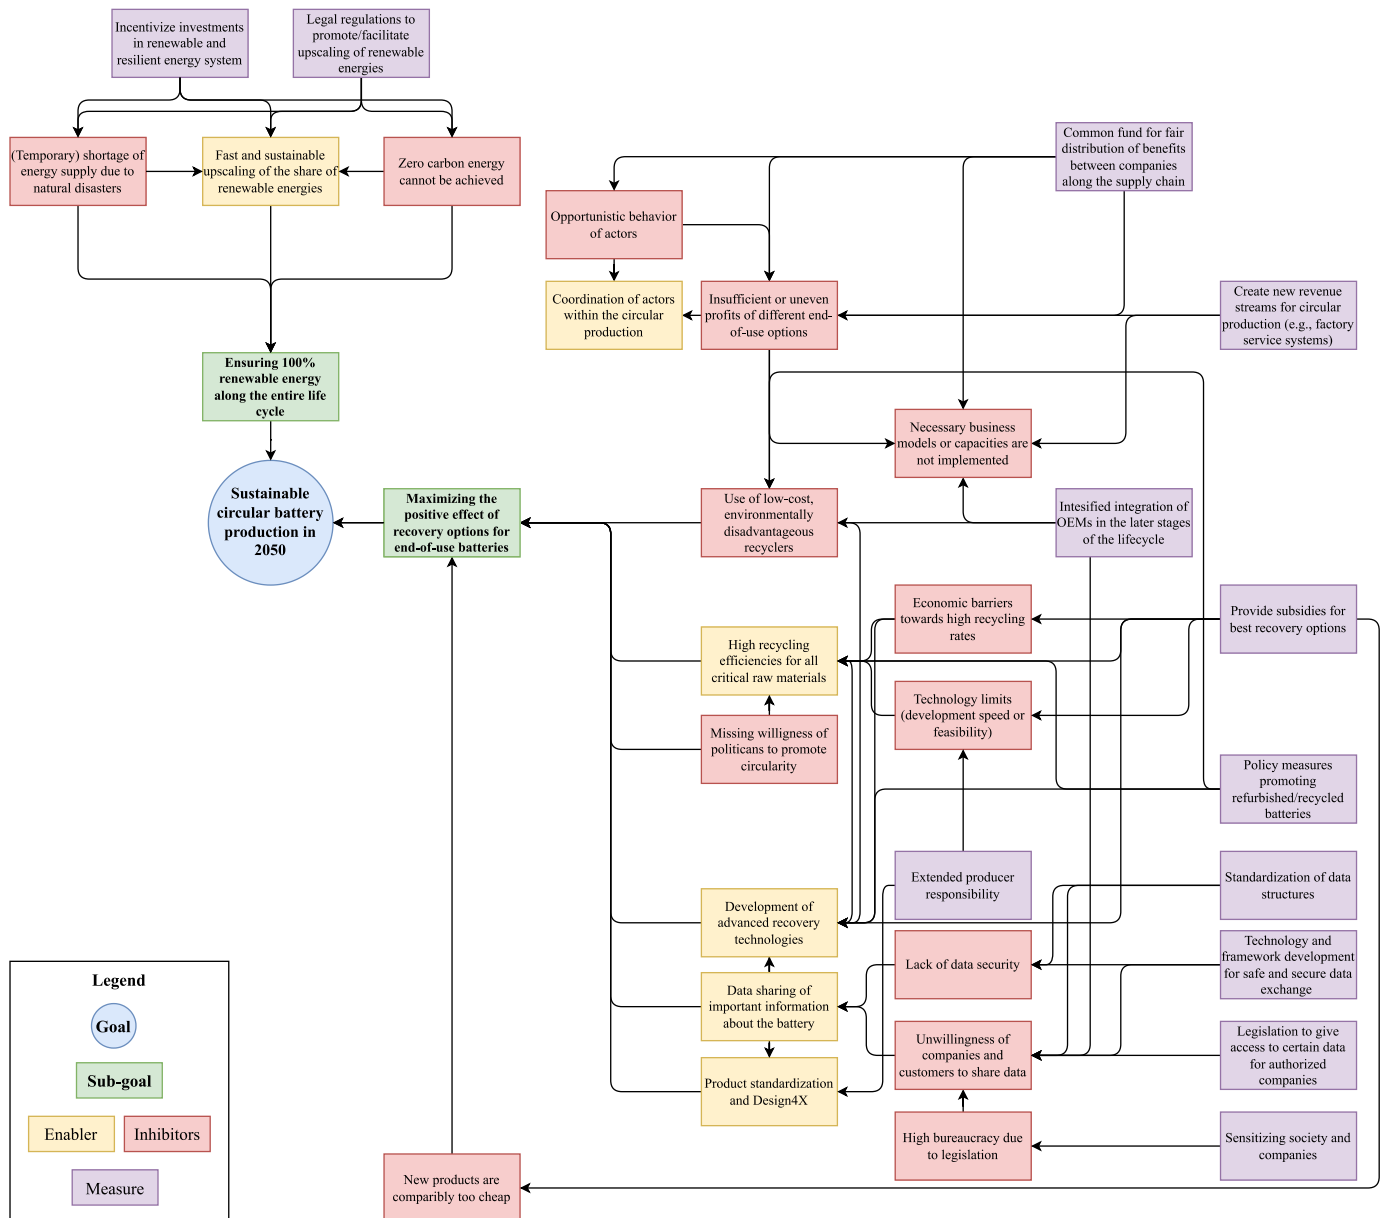 Incentivize investments
in renewable and
resilient energy system
Legal regulations to
promote/facilitate
upscaling of renewable
energies
(Temporary) shortage of
energy supply due to
natural disasters
Fast and sustainable
upscaling of the share of
renewable energies
Zero carbon energy
cannot be achieved
Common fund for fair
distribution of benefits
between companies
along the supply chain
Opportunistic behavior
of actors
Coordination of actors
within the circular
production
Insufficient or uneven
profits of different end-
of-use options
Create new revenue
streams for circular
production (e.g., factory
service systems)
Ensuring 100%
renewable energy
along the entire life
cycle
Necessary business
models or capacities are
not implemented
Sustainable
circular battery
production in
2050
Maximizing the
positive effect of
recovery options for
end-of-use batteries
Use of low-cost,
environmentally
disadvantageous
recyclers
Intesified integration of
OEMs in the later stages
of the lifecycle
Economic barriers
towards high recycling
rates
Provide subsidies for
best recovery options
High recycling
efficiencies for all
critical raw materials
Technology limits
(development speed or
feasibility)
Missing willigness of
politicans to promote
circularity
Policy measures
promoting
refurbished/recycled
batteries
Extended producer
responsibility
Standardization of data
structures
Development of
advanced recovery
technologies
Lack of data security
Technology and
framework development
for safe and secure data
exchange
Data sharing of
important information
about the battery
Unwillingness of
companies and
customers to share data
Legislation to give
access to certain data
for authorized
companies
Product standardization
and Design4X
High bureaucracy due
to legislation
Sensitizing society and
companies
New products are
comparibly too cheap
Legend
Goal
Sub-goal
Enabler
Inhibitors
Measure